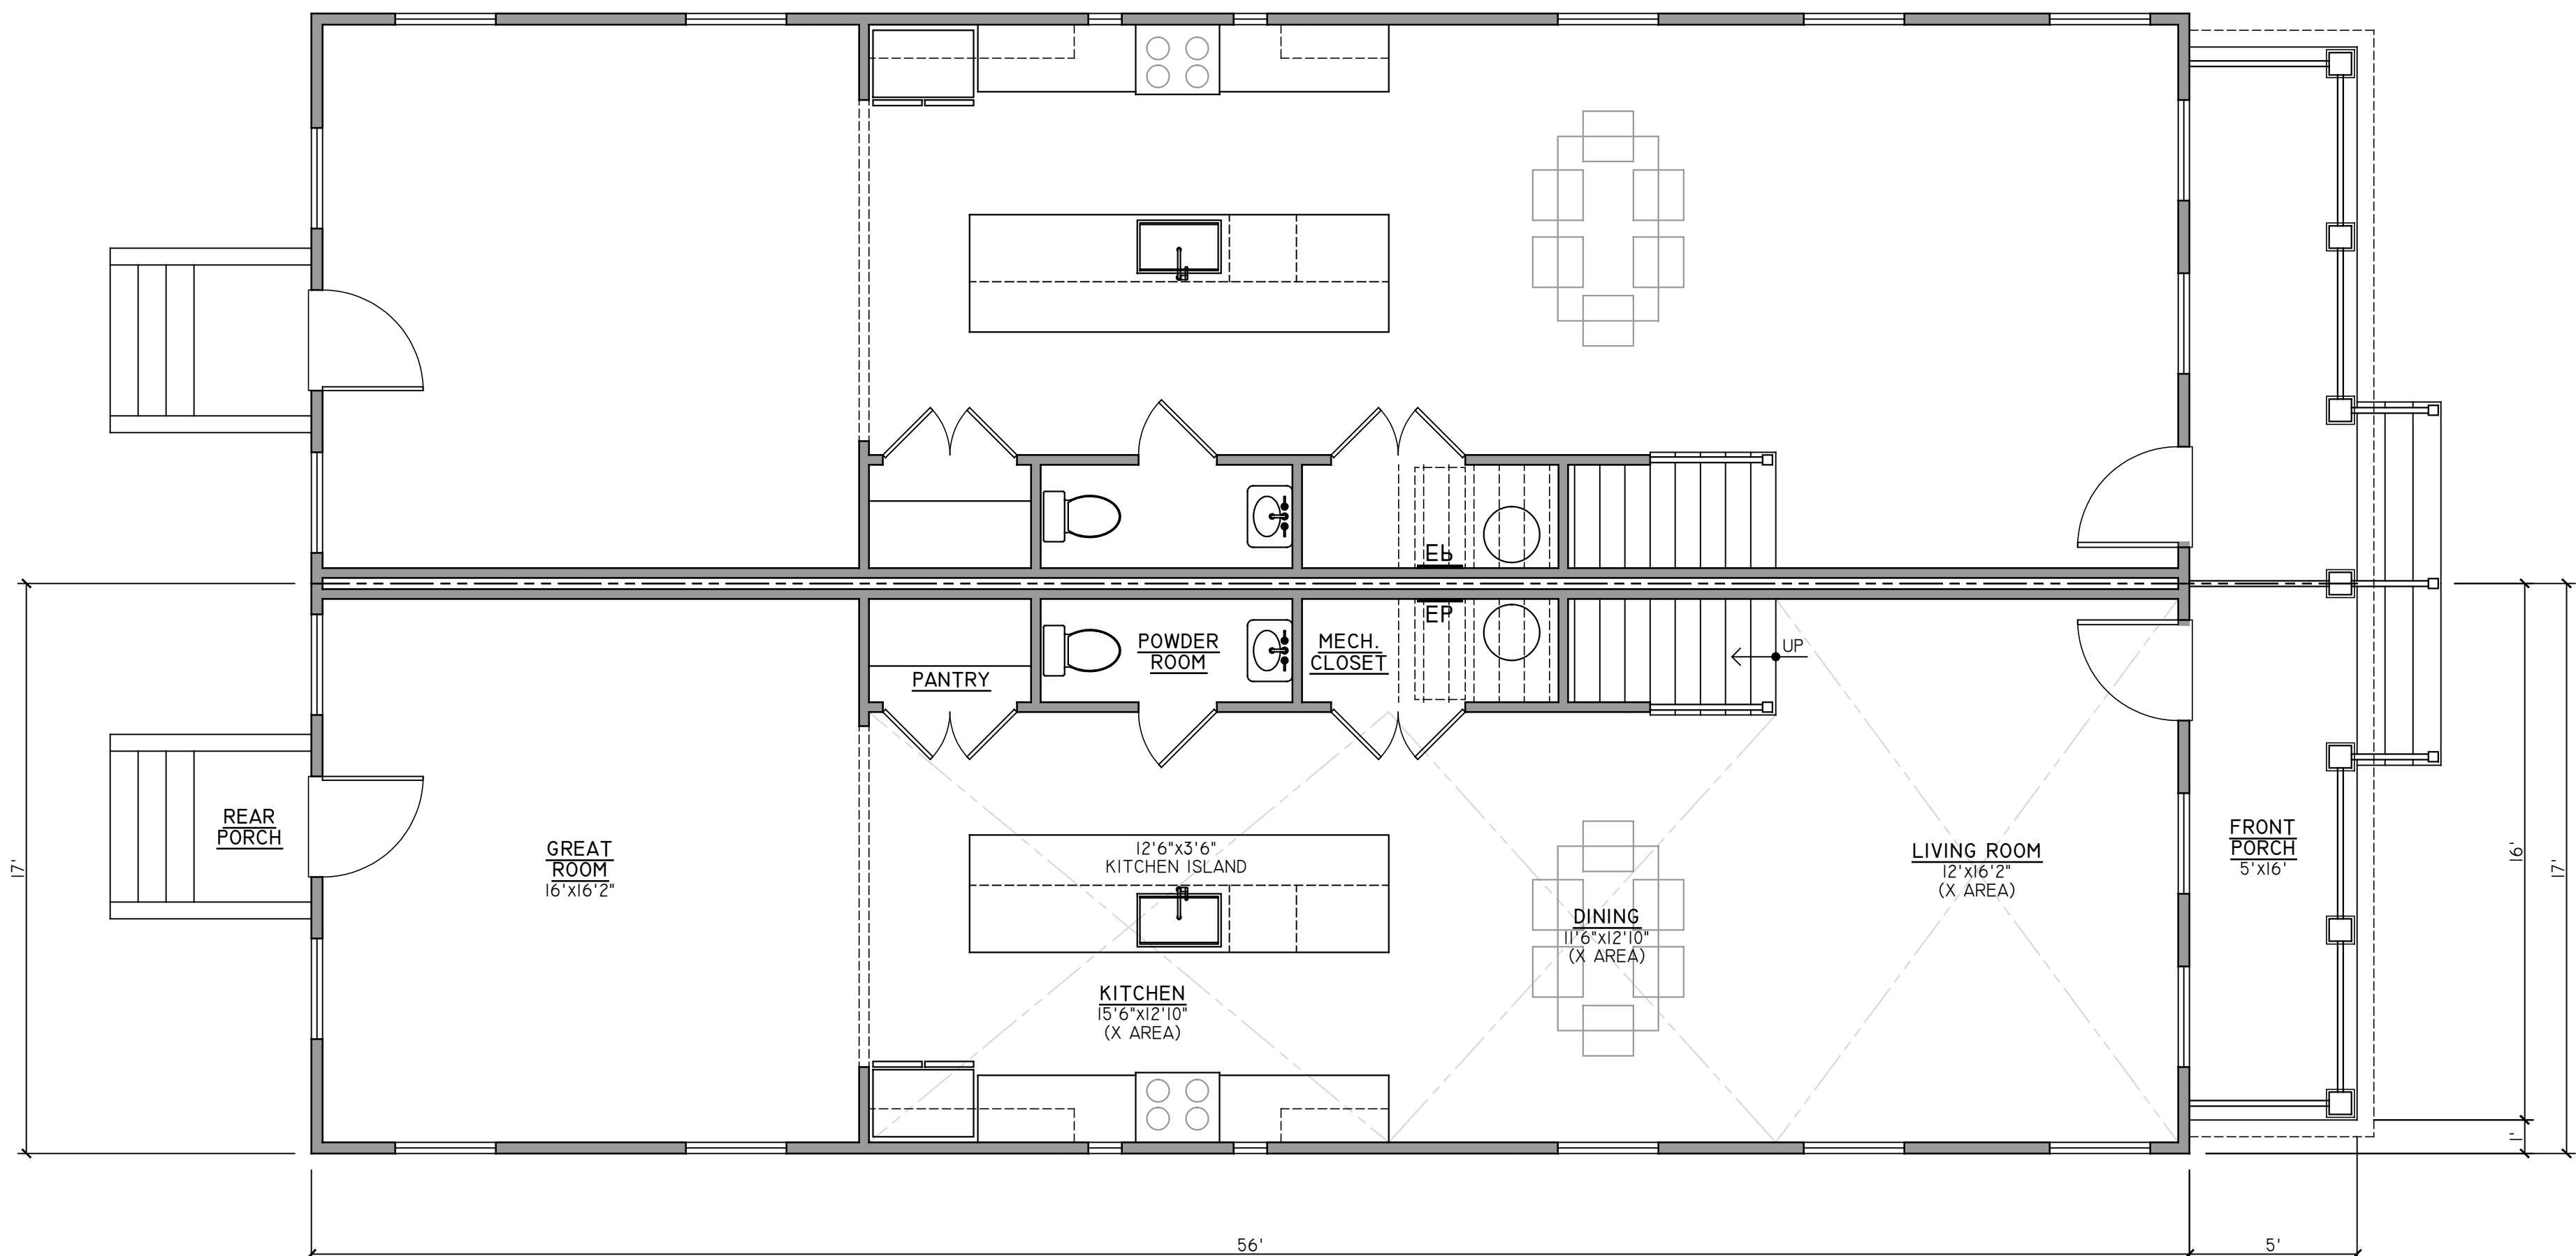 EP
EP
POWDER
ROOM
MECH.
CLOSET
UP
PANTRY
REAR
PORCH
GREAT
ROOM
16'x16'2"
12'6"x3'6"
KITCHEN ISLAND
LIVING ROOM
12'x16'2"
(X AREA)
FRONT
PORCH
5'x16'
DINING
11'6"x12'10"
(X AREA)
KITCHEN
15'6"x12'10"
(X AREA)
17'
16'
17'
1'
56'
5'